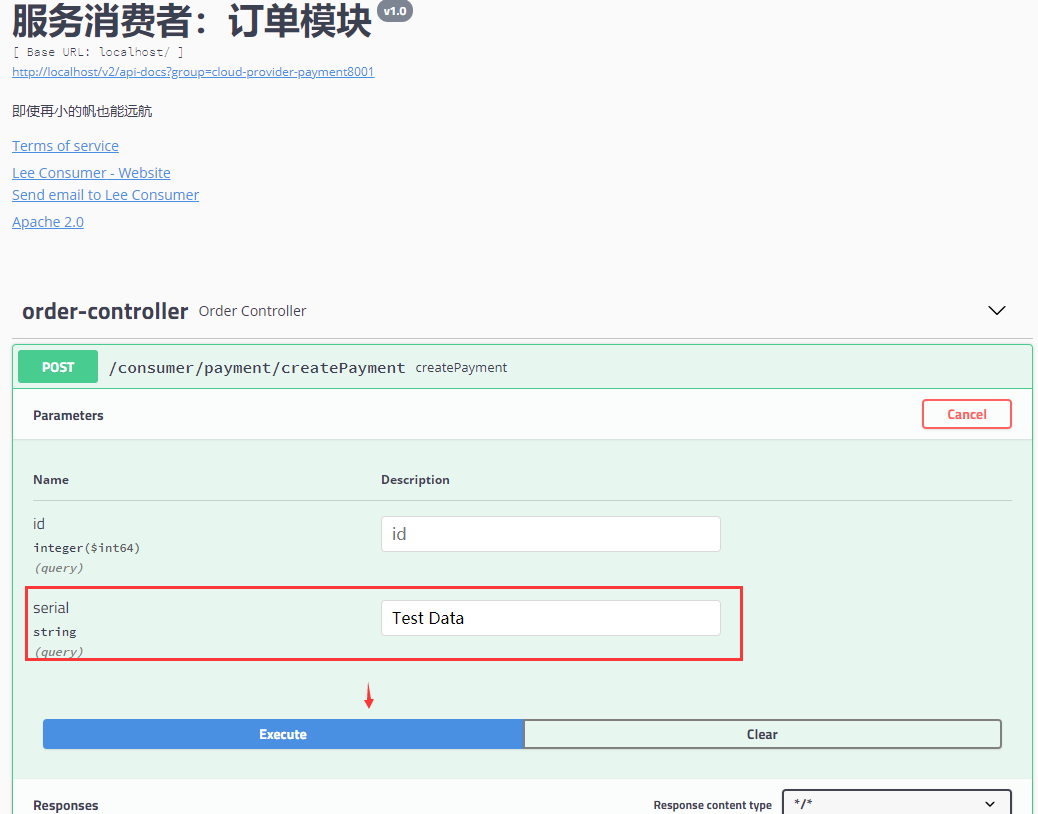 服务消费者：订单模块 v1.0
[ Base URL: localhost/ ]
http://localhost/v2/api-docs?group=cloud-provider-payment8001
即使再小的帆也能远航
Terms of service
Lee Consumer - Website
Send email to Lee Consumer
Apache 2.0
order-controller Order Controller
POST /consumer/payment/createPayment createPayment
Parameters Cancel
Name Description
id id
integer($int64)
(query)
serial Test Data
string
(query)
Execute Clear
Responses Response content type */*